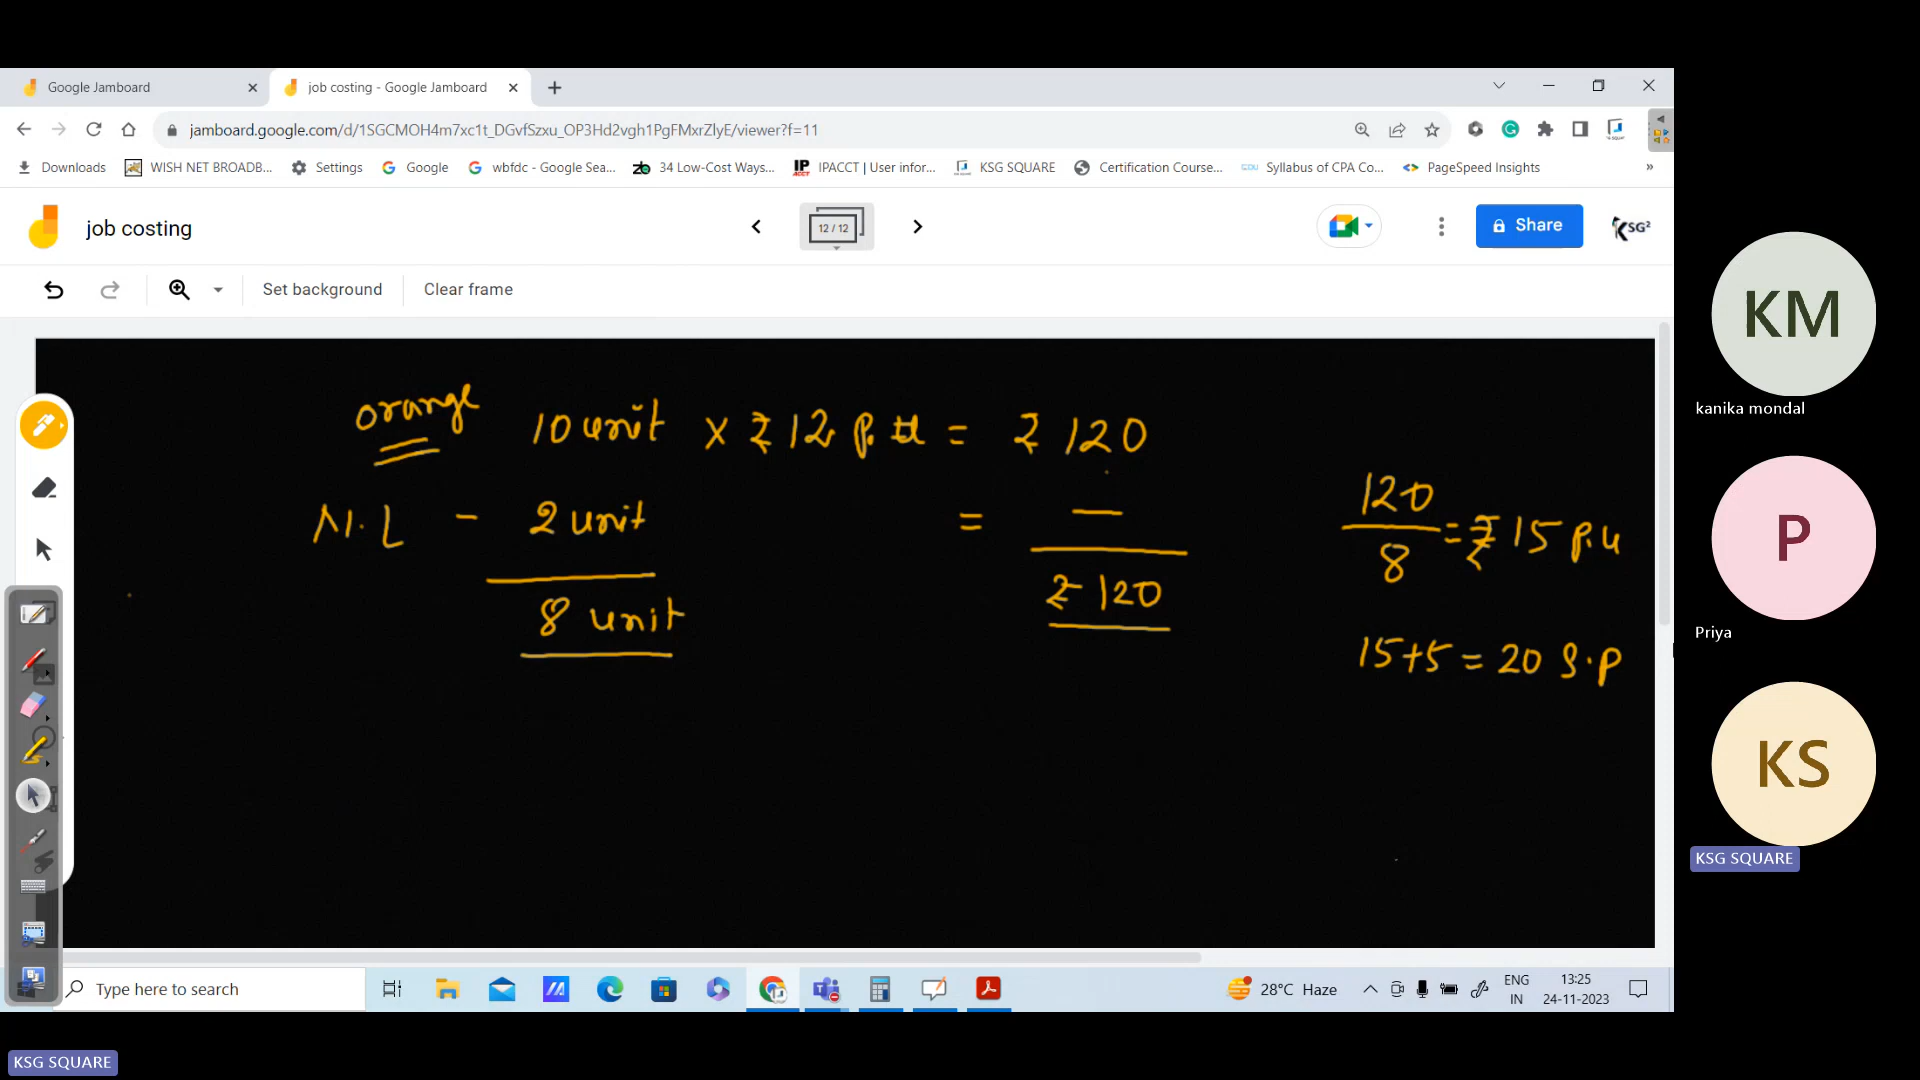 Google Jamboard
job costing - Google Jamboard
jamboard.google.com/d/1SGCMOH4m7xc1t_DGvfSzxu_OP3Hd2vgh1PgFMxrZlyE/viewer?f=11
Downloads WISH NET BROADB... Settings Google wbfdc - Google Sea... 34 Low-Cost Ways... IPACCT | User infor... KSG SQUARE Certification Course... Syllabus of CPA Co... PageSpeed Insights »
job costing
12 / 12
Share
KSG²
Set background Clear frame
orange 10 unit × ₹ 12 p.u = ₹ 120
N.L - 2 unit = —
8 unit ₹ 120
120
8
= ₹ 15 p.u
15+5 = 20 S.P
KM
kanika mondal
P
Priya
KS
KSG SQUARE
Type here to search
28°C Haze
ENG
IN
13:25
24-11-2023
KSG SQUARE